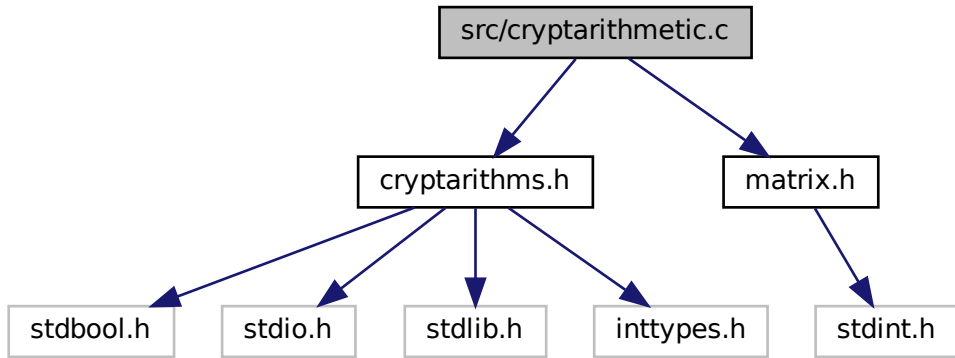 src/cryptarithmetic.c
cryptarithms.h
matrix.h
stdbool.h
stdio.h
stdlib.h
inttypes.h
stdint.h